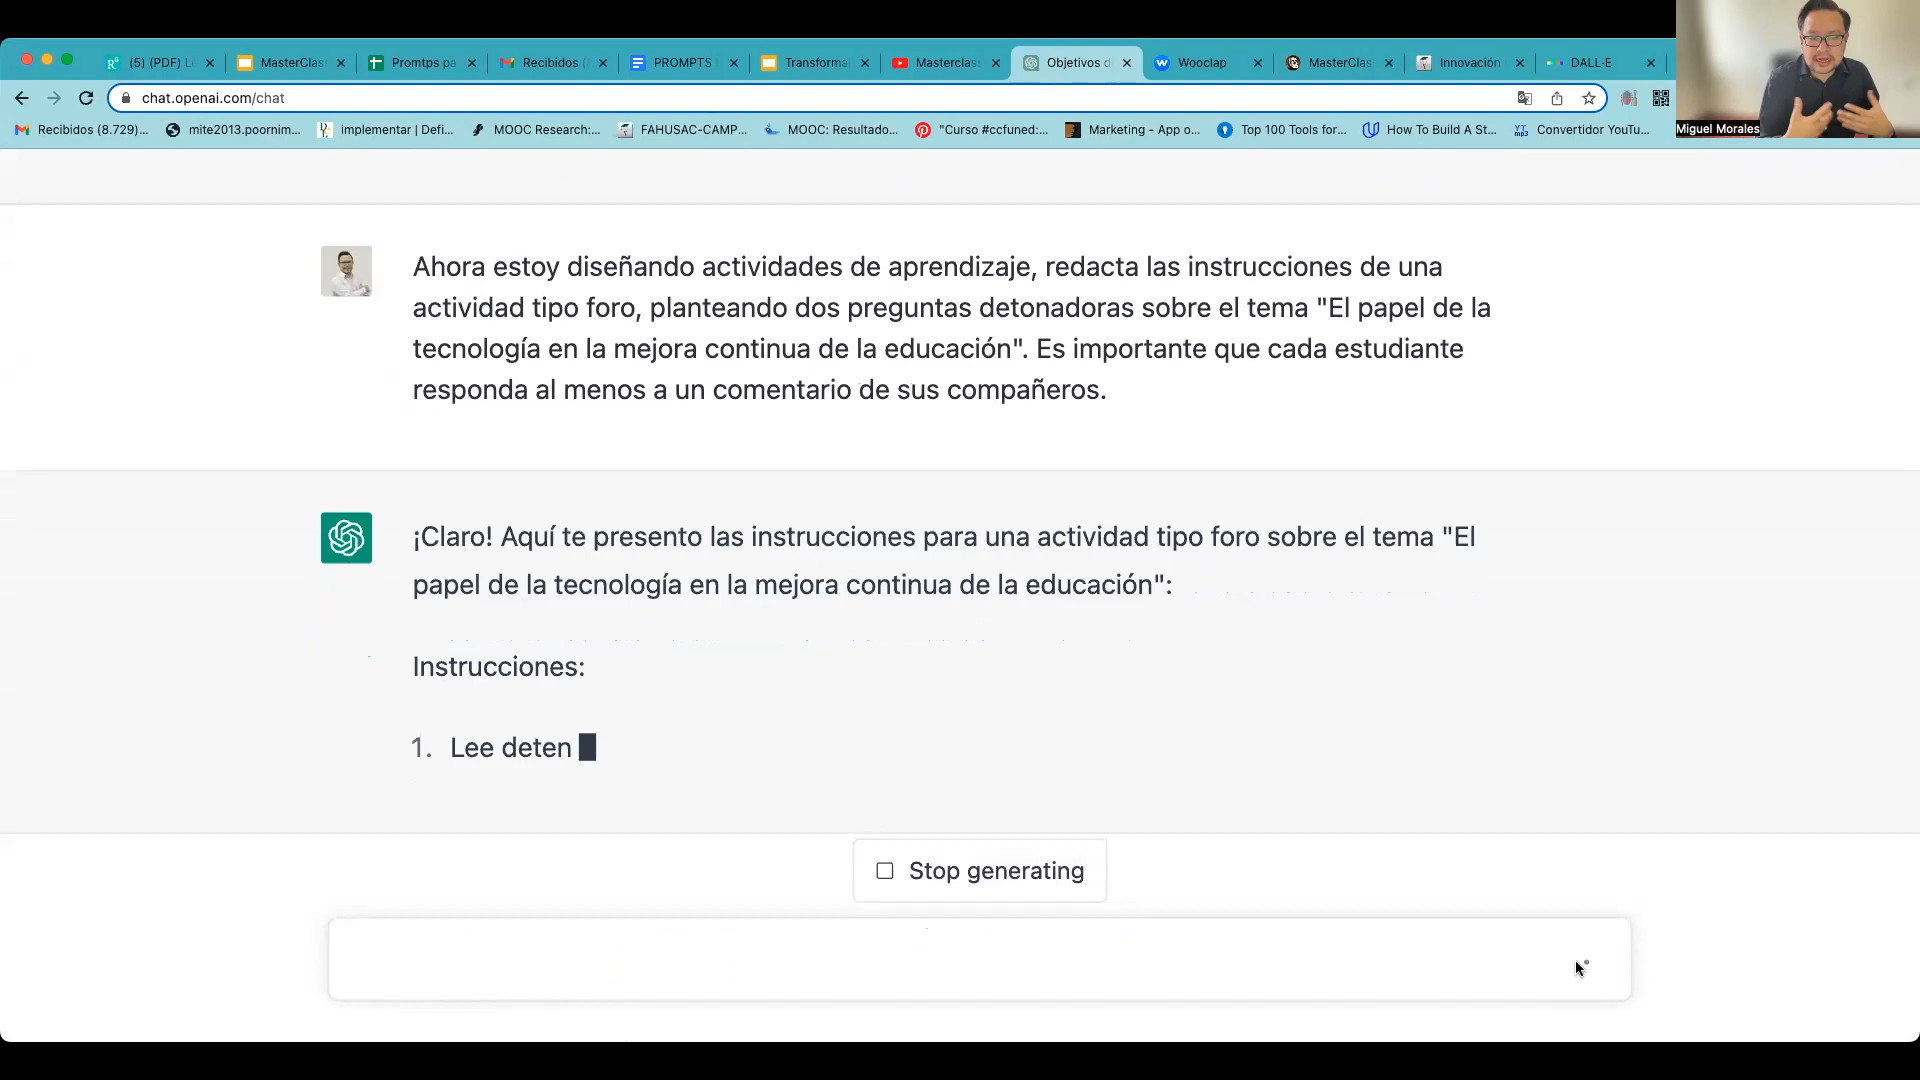 (5) (PDF) L
MasterClas
Promtps pa
Recibidos (
PROMPTS
Transforma
Masterclas
Objetivos d
Wooclap
MasterClas
Innovación
DALL·E
chat.openai.com/chat
Recibidos (8.729)...
mite2013.poornim...
implementar | Defi...
MOOC Research:...
FAHUSAC-CAMP...
MOOC: Resultado...
"Curso #ccfuned:...
Marketing - App o...
Top 100 Tools for...
How To Build A St...
Convertidor YouTu...
Miguel Morales
Ahora estoy diseñando actividades de aprendizaje, redacta las instrucciones de una
actividad tipo foro, planteando dos preguntas detonadoras sobre el tema "El papel de la
tecnología en la mejora continua de la educación". Es importante que cada estudiante
responda al menos a un comentario de sus compañeros.
¡Claro! Aquí te presento las instrucciones para una actividad tipo foro sobre el tema "El
papel de la tecnología en la mejora continua de la educación":
Instrucciones:
1. Lee deten
Stop generating